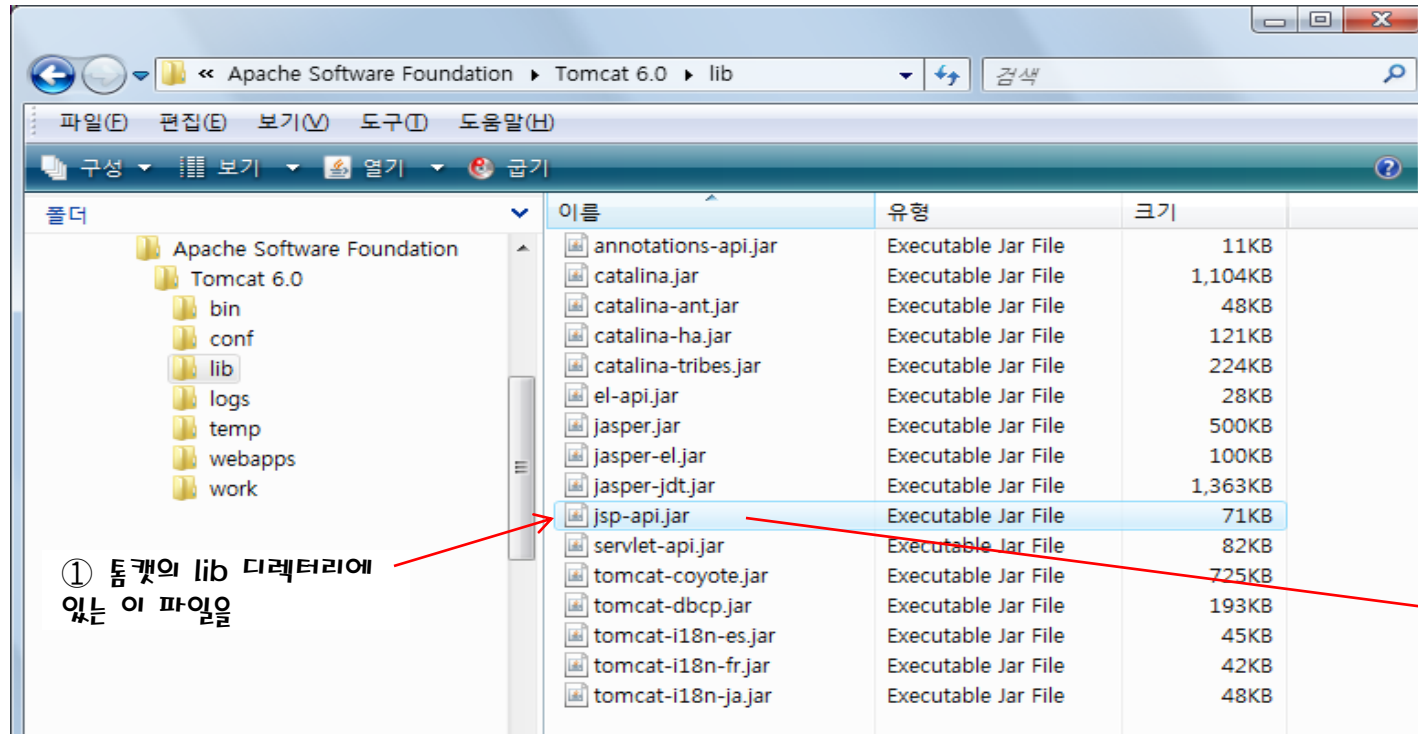 « Apache Software Foundation ▸ Tomcat 6.0 ▸ lib
검색
파일(F) 편집(E) 보기(V) 도구(T) 도움말(H)
구성 보기 열기 굽기
폴더
Apache Software Foundation
Tomcat 6.0
bin
conf
lib
logs
temp
webapps
work
이름 유형 크기
annotations-api.jar Executable Jar File 11KB
catalina.jar Executable Jar File 1,104KB
catalina-ant.jar Executable Jar File 48KB
catalina-ha.jar Executable Jar File 121KB
catalina-tribes.jar Executable Jar File 224KB
el-api.jar Executable Jar File 28KB
jasper.jar Executable Jar File 500KB
jasper-el.jar Executable Jar File 100KB
jasper-jdt.jar Executable Jar File 1,363KB
jsp-api.jar Executable Jar File 71KB
servlet-api.jar Executable Jar File 82KB
tomcat-coyote.jar Executable Jar File 725KB
tomcat-dbcp.jar Executable Jar File 193KB
tomcat-i18n-es.jar Executable Jar File 45KB
tomcat-i18n-fr.jar Executable Jar File 42KB
tomcat-i18n-ja.jar Executable Jar File 48KB
① 톰캣의 lib 디렉터리에
있는 이 파일을